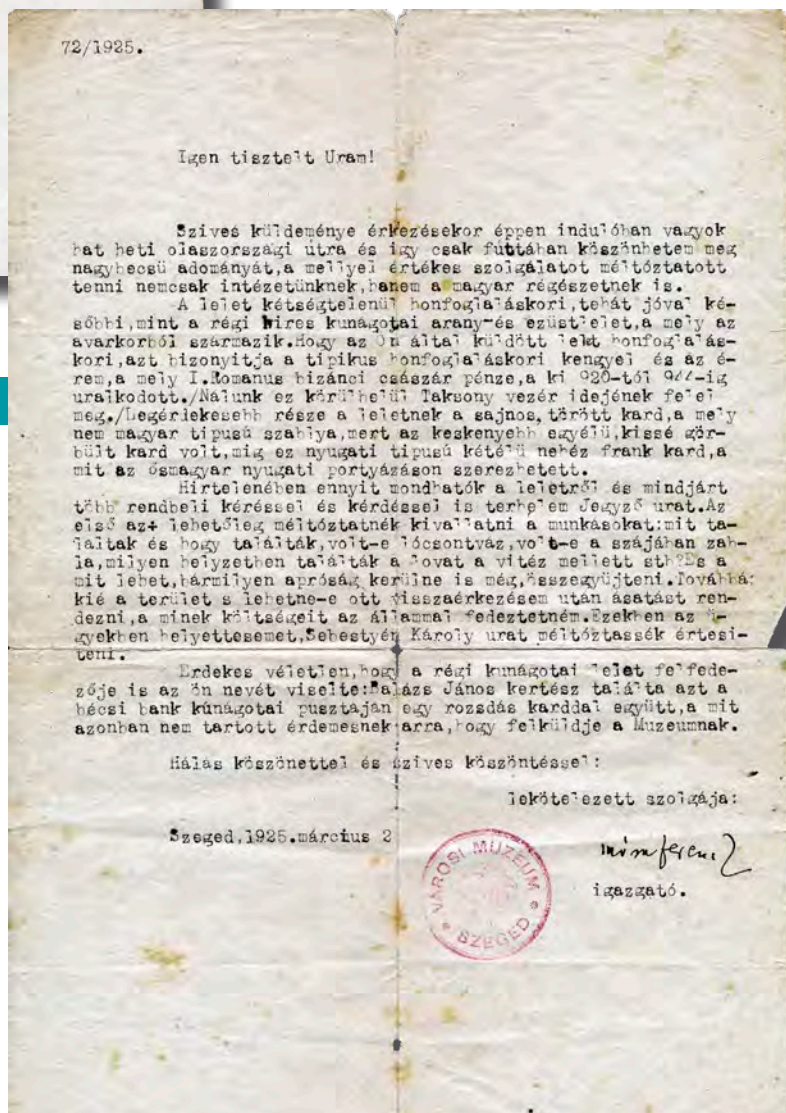 72/1925.
Igen tisztelt Uram!
Szives küldeménye érkezésekor éppen indulóban vagyok
hat heti olaszországi útra és igy csak futtában köszönhetem meg
nagybecsü adományát,a mellyel értékes szolgálatot méltóztatott
tenni nemcsak intézetünknek,hanem a magyar régészetnek is.
A lelet kétségtelenül honfoglaláskori,tehát jóval ké-
sőbbi,mint a régi hires kunágotai arany-és ezüstlelet,a mely az
avarkorból származik.Hogy az Ön által küldött lelet honfoglalás-
kori,azt bizonyitja a tipikus honfoglaláskori kengyel és az é-
rem,a mely I.Romanus bizánci császár pénze,a ki 920-tól 944-ig
uralkodott./Nálunk ez körülbelül Taksony vezér idejének felel
meg./Legérdekesebb része a leletnek a sajnos,törött kard,a mely
nem magyar tipusú szablya,mert az keskenyebb egyélü,kissé gör-
bült kard volt,mig ez nyugati tipusú kétélü nehéz frank kard,a
mit az ősmagyar nyugati portyázáson szerezhetett.
Hirtelenében ennyit mondhatok a leletről és mindjárt
több rendbeli kéréssel és kérdéssel is terhelem Jegyző urat.Az
első az+ lehetőleg méltóztatnék kivallatni a munkásokat:mit ta-
láltak és hogy találták,volt-e lócsontváz,volt-e a szájában zab-
la,milyen helyzetben találták a lovat a vitéz mellett stb?És a
mit lehet,bármilyen apróság kerülne is még,összegyüjteni.Továbbá:
kié a terület s lehetne-e ott visszaérkezésem után ásatást ren-
dezni,a minek költségeit az állammal fedeztetném.Ezekben az ü-
gyekben helyettesemet,Sebestyén Károly urat méltóztassék értesi-
teni.
Érdekes véletlen,hogy a régi kunágotai lelet felfede-
zője is az ön nevét viselte:Balázs János kertész találta azt a
bécsi bank kúnágotai pusztáján egy rozsdás karddal együtt,a mit
azonban nem tartott érdemesnek arra,hogy felküldje a Muzeumnak.
Hálás köszönettel és szives köszöntéssel:
lekötelezett szolgája:
Szeged,1925.március 2
Móra Ferenc
igazgató.
VÁROSI MUZEUM
SZEGED